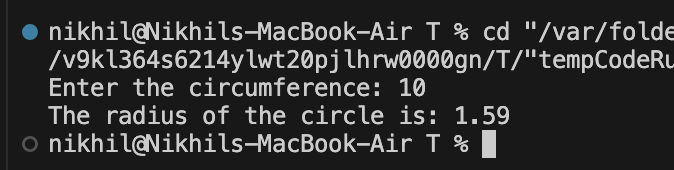 nikhil@Nikhils-MacBook-Air T % cd "/var/folde
/v9kl364s6214ylwt20pjlhrw0000gn/T/"tempCodeRu
Enter the circumference: 10
The radius of the circle is: 1.59
nikhil@Nikhils-MacBook-Air T %